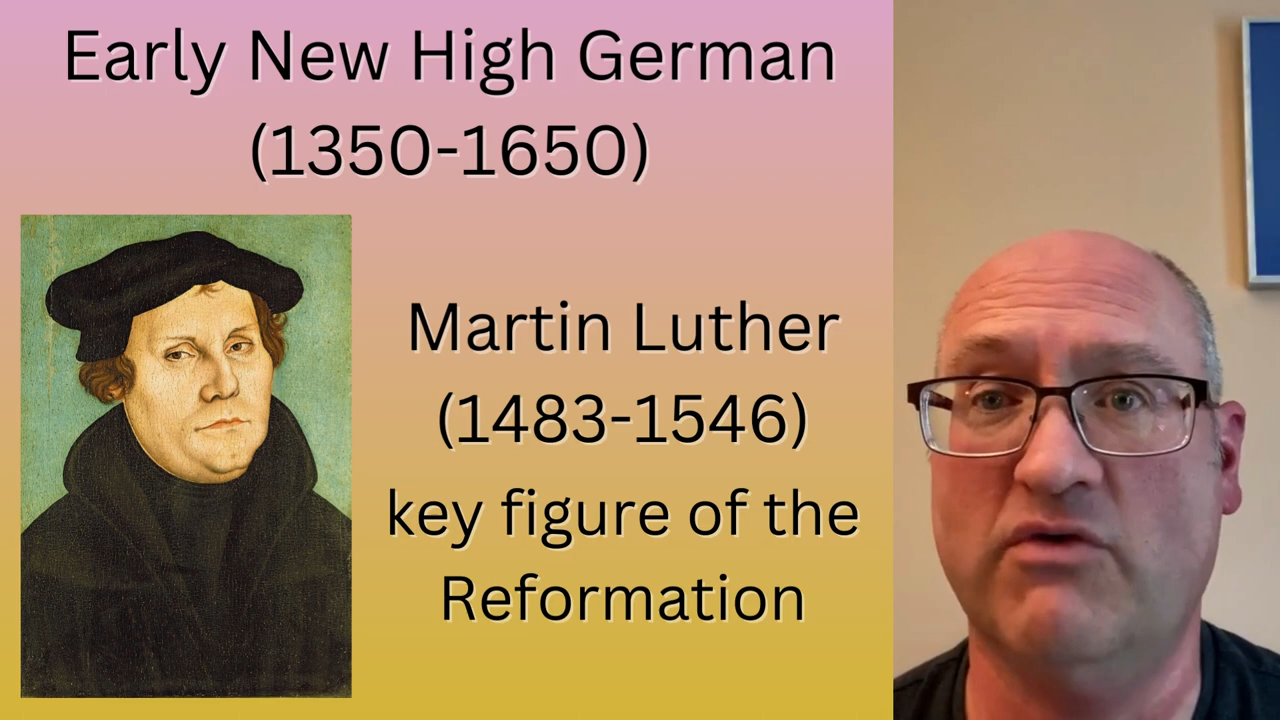 Early New High German
(1350-1650)
Martin Luther
(1483-1546)
key figure of the
Reformation